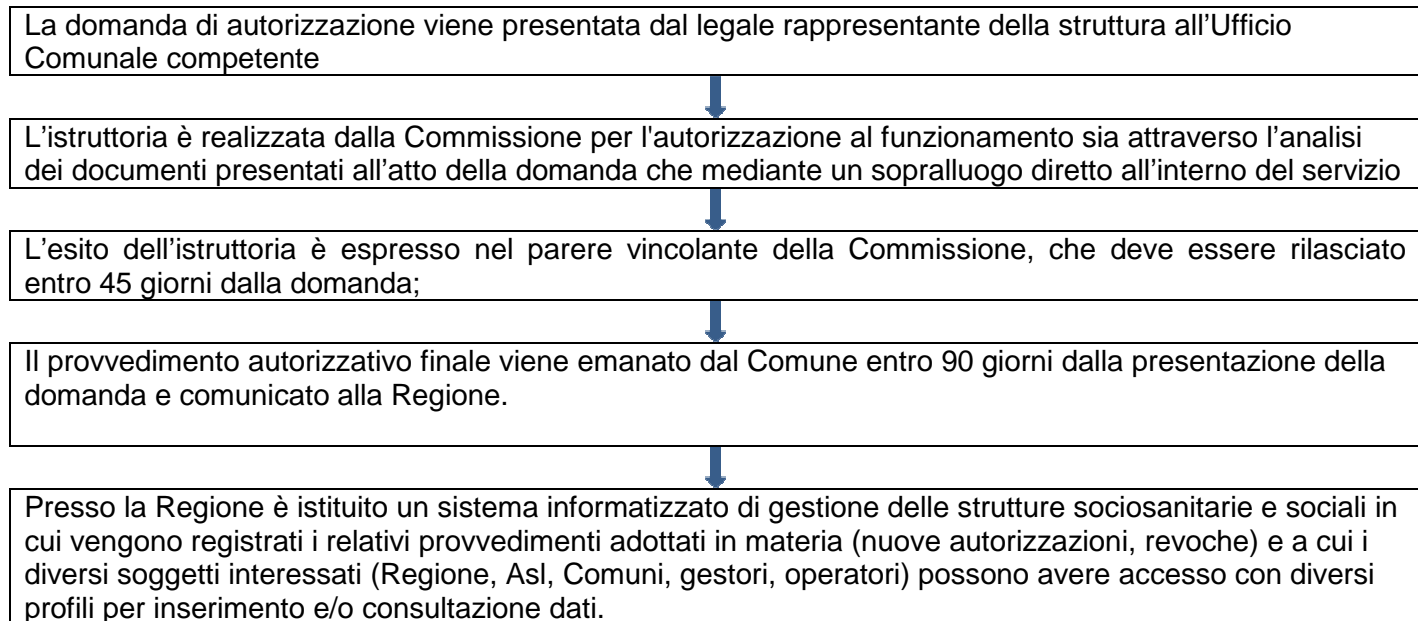 La domanda di autorizzazione viene presentata dal legale rappresentante della struttura all’Ufficio
Comunale competente
L’istruttoria è realizzata dalla Commissione per l'autorizzazione al funzionamento sia attraverso l’analisi
dei documenti presentati all’atto della domanda che mediante un sopralluogo diretto all’interno del servizio
L’esito dell’istruttoria è espresso nel parere vincolante della Commissione, che deve essere rilasciato
entro 45 giorni dalla domanda;
Il provvedimento autorizzativo finale viene emanato dal Comune entro 90 giorni dalla presentazione della
domanda e comunicato alla Regione.
Presso la Regione è istituito un sistema informatizzato di gestione delle strutture sociosanitarie e sociali in
cui vengono registrati i relativi provvedimenti adottati in materia (nuove autorizzazioni, revoche) e a cui i
diversi soggetti interessati (Regione, Asl, Comuni, gestori, operatori) possono avere accesso con diversi
profili per inserimento e/o consultazione dati.